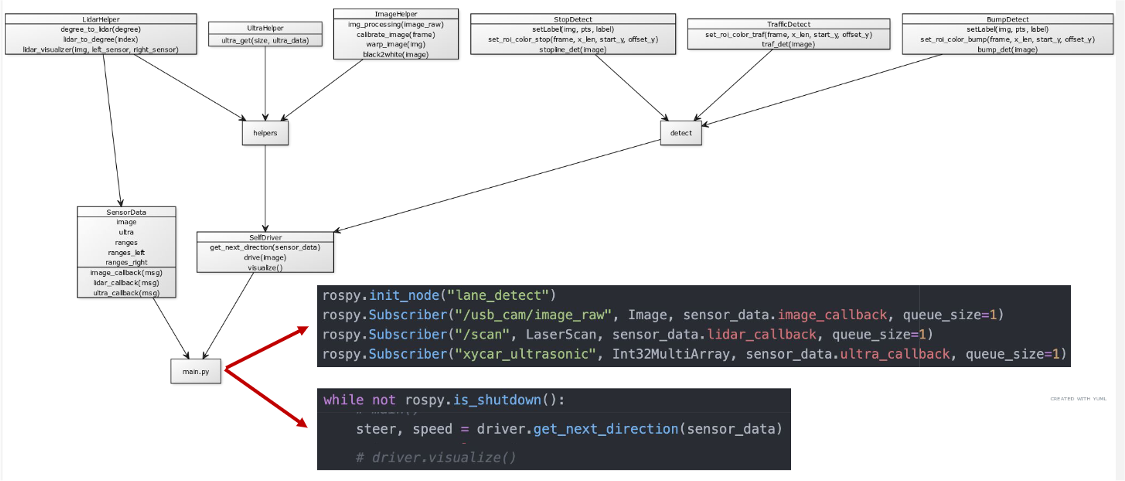 LidarHelper
degree_to_lidar(degree)
lidar_to_degree(index)
lidar_visualizer(img, left_sensor, right_sensor)
UltraHelper
ultra_get(size, ultra_data)
ImageHelper
img_processing(image_raw)
calibrate_image(frame)
warp_image(img)
black2white(image)
StopDetect
setLabel(img, pts, label)
set_roi_color_stop(frame, x_len, start_y, offset_y)
stopline_det(image)
TrafficDetect
set_roi_color_traf(frame, x_len, start_y, offset_y)
traf_det(image)
BumpDetect
setLabel(img, pts, label)
set_roi_color_bump(frame, x_len, start_y, offset_y)
bump_det(image)
helpers
detect
SensorData
image
ultra
ranges
ranges_left
ranges_right
image_callback(msg)
lidar_callback(msg)
ultra_callback(msg)
SelfDriver
get_next_direction(sensor_data)
drive(image)
visualize()
main.py
rospy.init_node("lane_detect")
rospy.Subscriber("/usb_cam/image_raw", Image, sensor_data.image_callback, queue_size=1)
rospy.Subscriber("/scan", LaserScan, sensor_data.lidar_callback, queue_size=1)
rospy.Subscriber("xycar_ultrasonic", Int32MultiArray, sensor_data.ultra_callback, queue_size=1)
while not rospy.is_shutdown():
steer, speed = driver.get_next_direction(sensor_data)
# driver.visualize()
CREATED WITH YUML